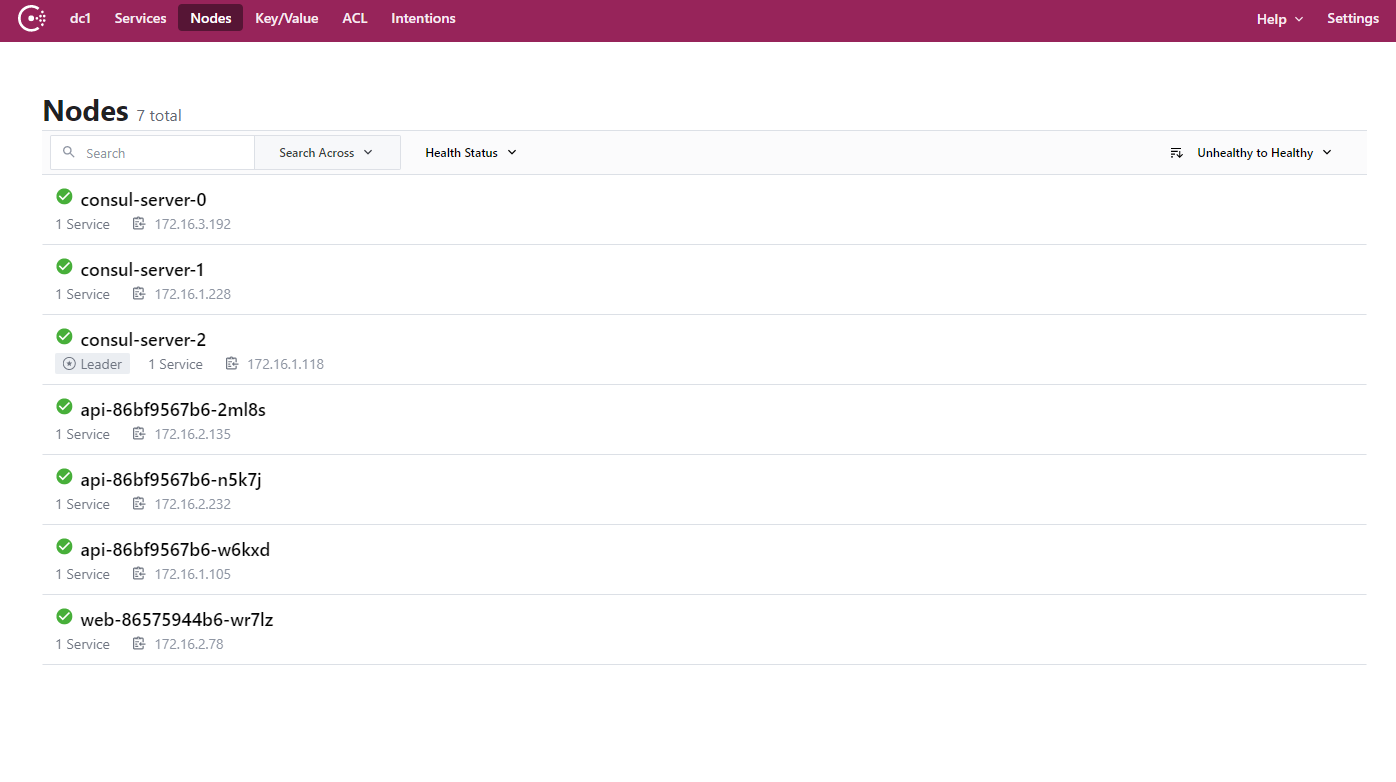 dc1 Services Nodes Key/Value ACL Intentions Help Settings
Nodes 7 total
Search Search Across Health Status Unhealthy to Healthy
consul-server-0
1 Service 172.16.3.192
consul-server-1
1 Service 172.16.1.228
consul-server-2
Leader 1 Service 172.16.1.118
api-86bf9567b6-2ml8s
1 Service 172.16.2.135
api-86bf9567b6-n5k7j
1 Service 172.16.2.232
api-86bf9567b6-w6kxd
1 Service 172.16.1.105
web-86575944b6-wr7lz
1 Service 172.16.2.78